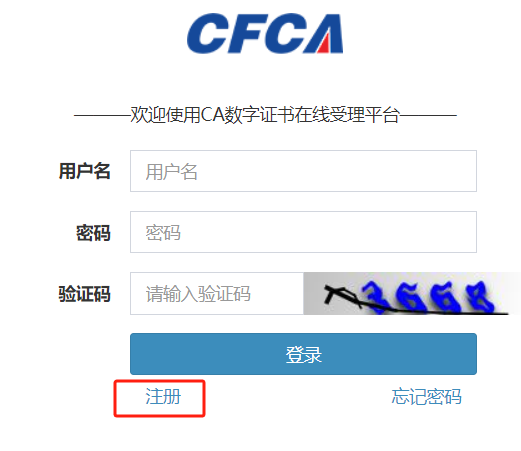 CFCA
———欢迎使用CA数字证书在线受理平台———
用户名 用户名
密码 密码
验证码 请输入验证码 3668
登录
注册 忘记密码